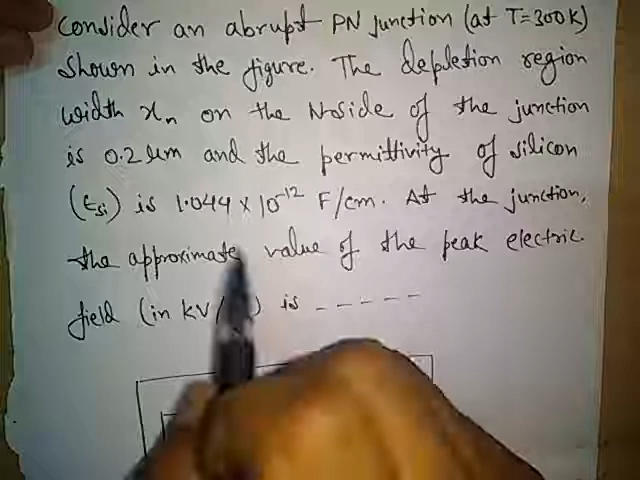 Consider an abrupt PN junction (at T=300K)
Shown in the figure. The depletion region
width xn on the N-side of the junction
is 0.2 um and the permittivity of silicon
(εsi) is 1.044 × 10^-12 F/cm. At the junction,
the approximate value of the peak electric
field (in kV/ ) is _ _ _ _ _